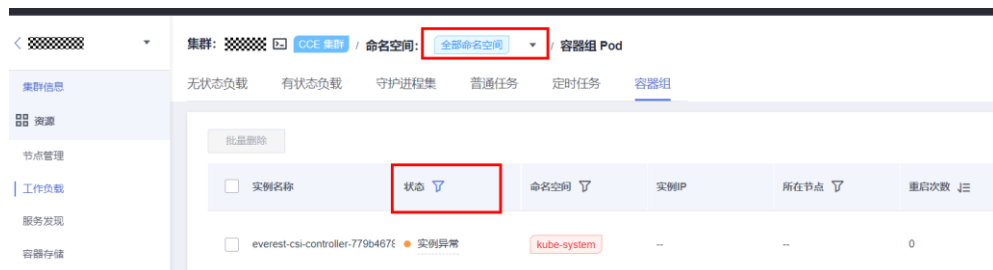 集群: CCE 集群 / 命名空间: 全部命名空间 / 容器组 Pod
集群信息
无状态负载 有状态负载 守护进程集 普通任务 定时任务 容器组
资源
批量删除
节点管理
工作负载
实例名称 状态 命名空间 实例IP 所在节点 重启次数
服务发现
容器存储
everest-csi-controller-779b4678 实例异常 kube-system -- -- 0